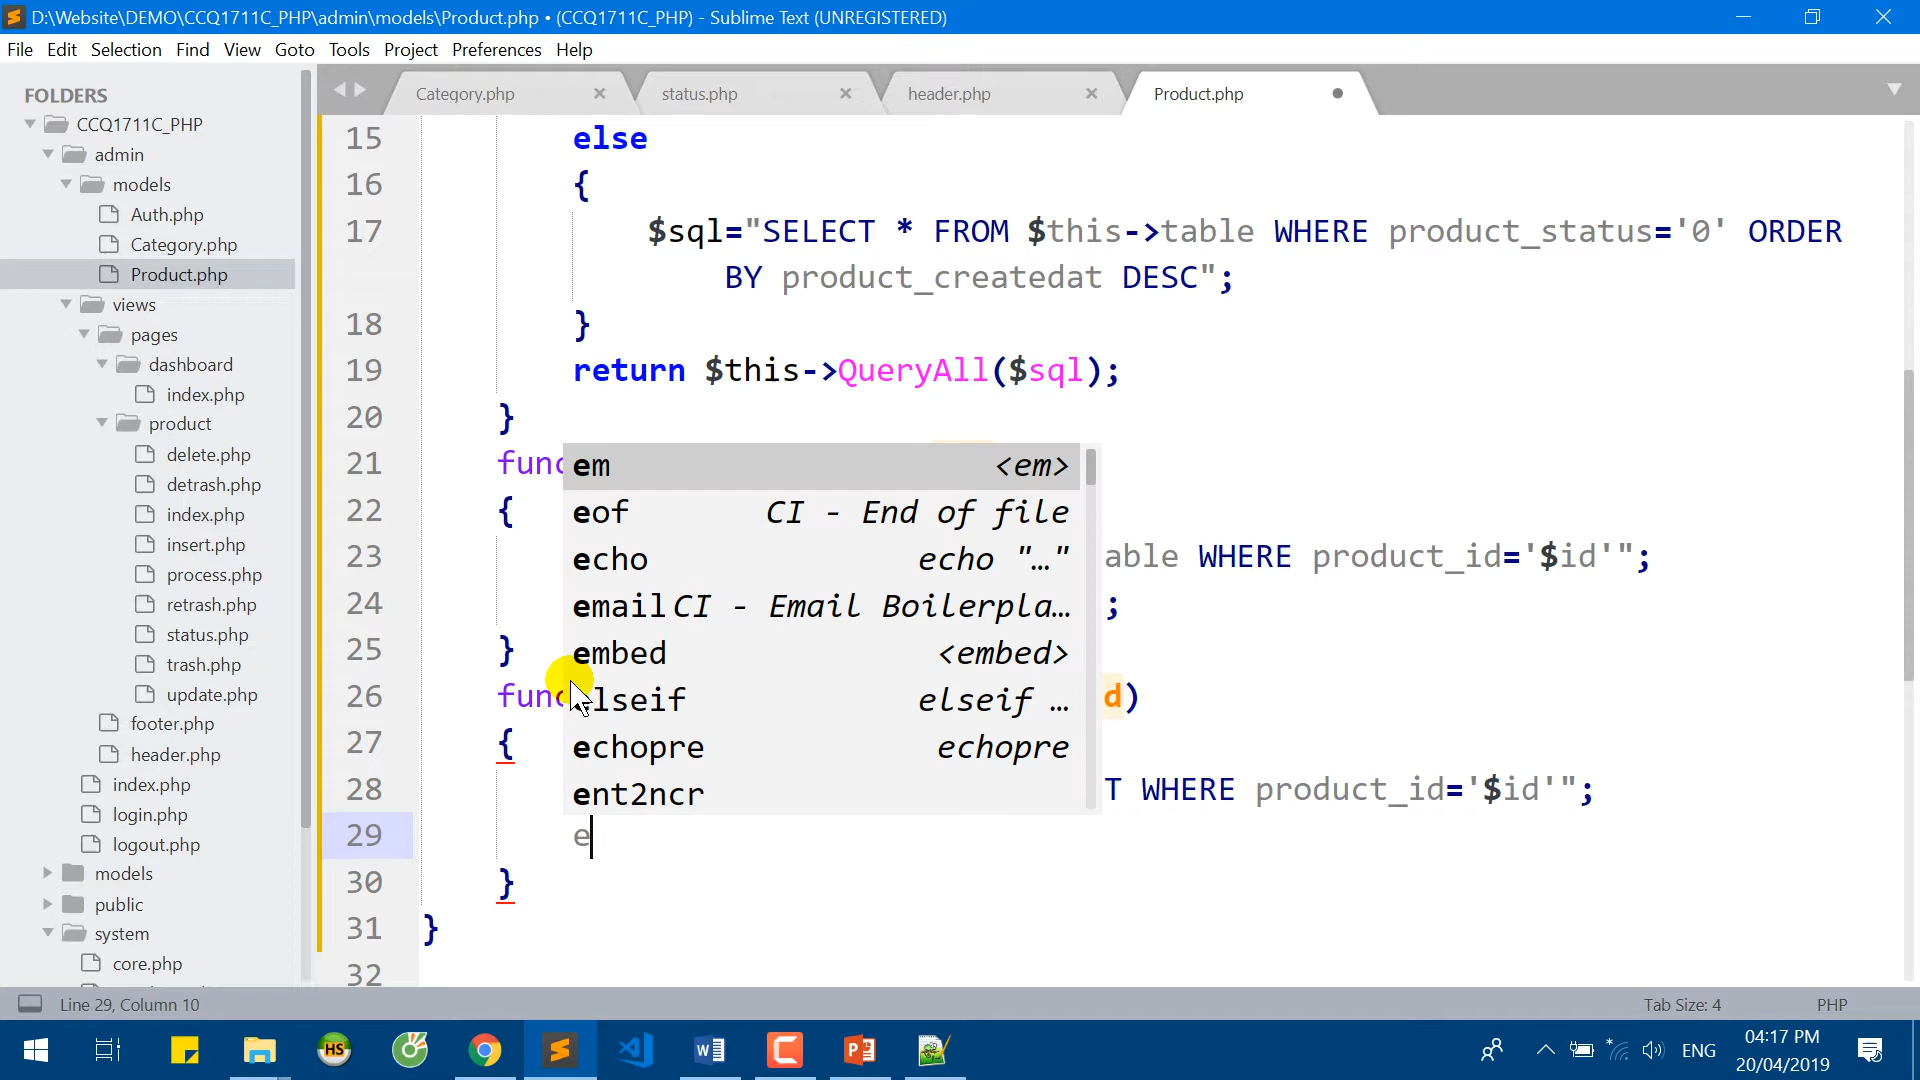 D:\Website\DEMO\CCQ1711C_PHP\admin\models\Product.php • (CCQ1711C_PHP) - Sublime Text (UNREGISTERED)
File Edit Selection Find View Goto Tools Project Preferences Help
FOLDERS
CCQ1711C_PHP
admin
models
Auth.php
Category.php
Product.php
views
pages
dashboard
index.php
product
delete.php
detrash.php
index.php
insert.php
process.php
retrash.php
status.php
trash.php
update.php
footer.php
header.php
index.php
login.php
logout.php
models
public
system
core.php
Category.php status.php header.php Product.php
15 else
16 {
17 $sql="SELECT * FROM $this->table WHERE product_status='0' ORDER
BY product_createdat DESC";
18 }
19 return $this->QueryAll($sql);
20 }
21 func
22 {
23 able WHERE product_id='$id'";
24 ;
25 }
26 func d)
27 {
28 T WHERE product_id='$id'";
29 e
30 }
31 }
32
em <em>
eof CI - End of file
echo echo "…"
email CI - Email Boilerpla…
embed <embed>
elseif elseif …
echopre echopre
ent2ncr
Line 29, Column 10 Tab Size: 4 PHP
ENG 04:17 PM
20/04/2019